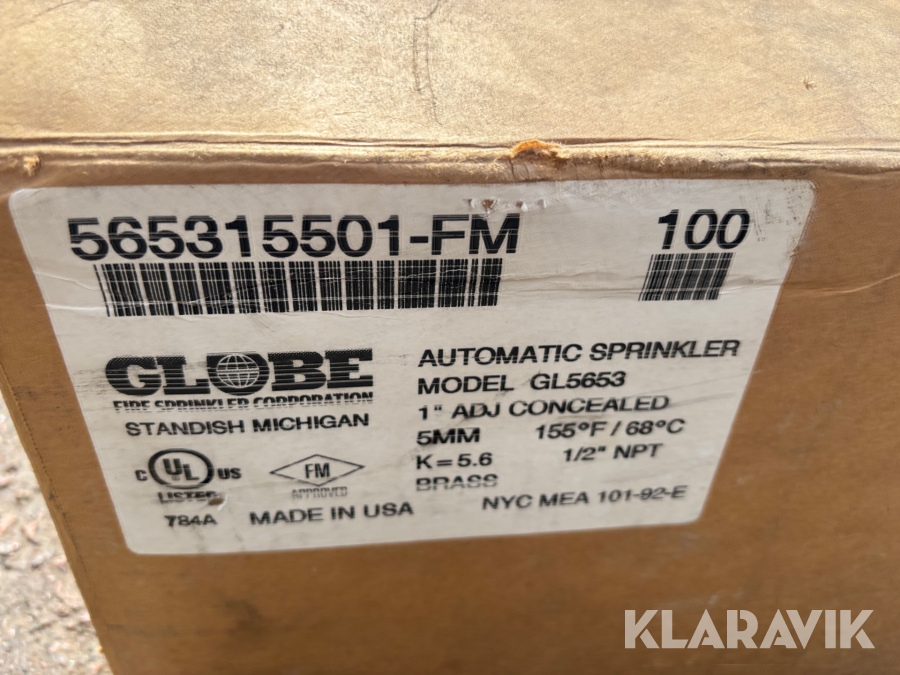 565315501-FM 100
GLOBE
FIRE SPRINKLER CORPORATION
STANDISH MICHIGAN
AUTOMATIC SPRINKLER
MODEL GL5653
1" ADJ CONCEALED
5MM 155°F / 68°C
K=5.6 1/2" NPT
BRASS
NYC MEA 101-92-E
C UL US
LISTED
784A
FM
APPROVED
MADE IN USA
KLARAVIK